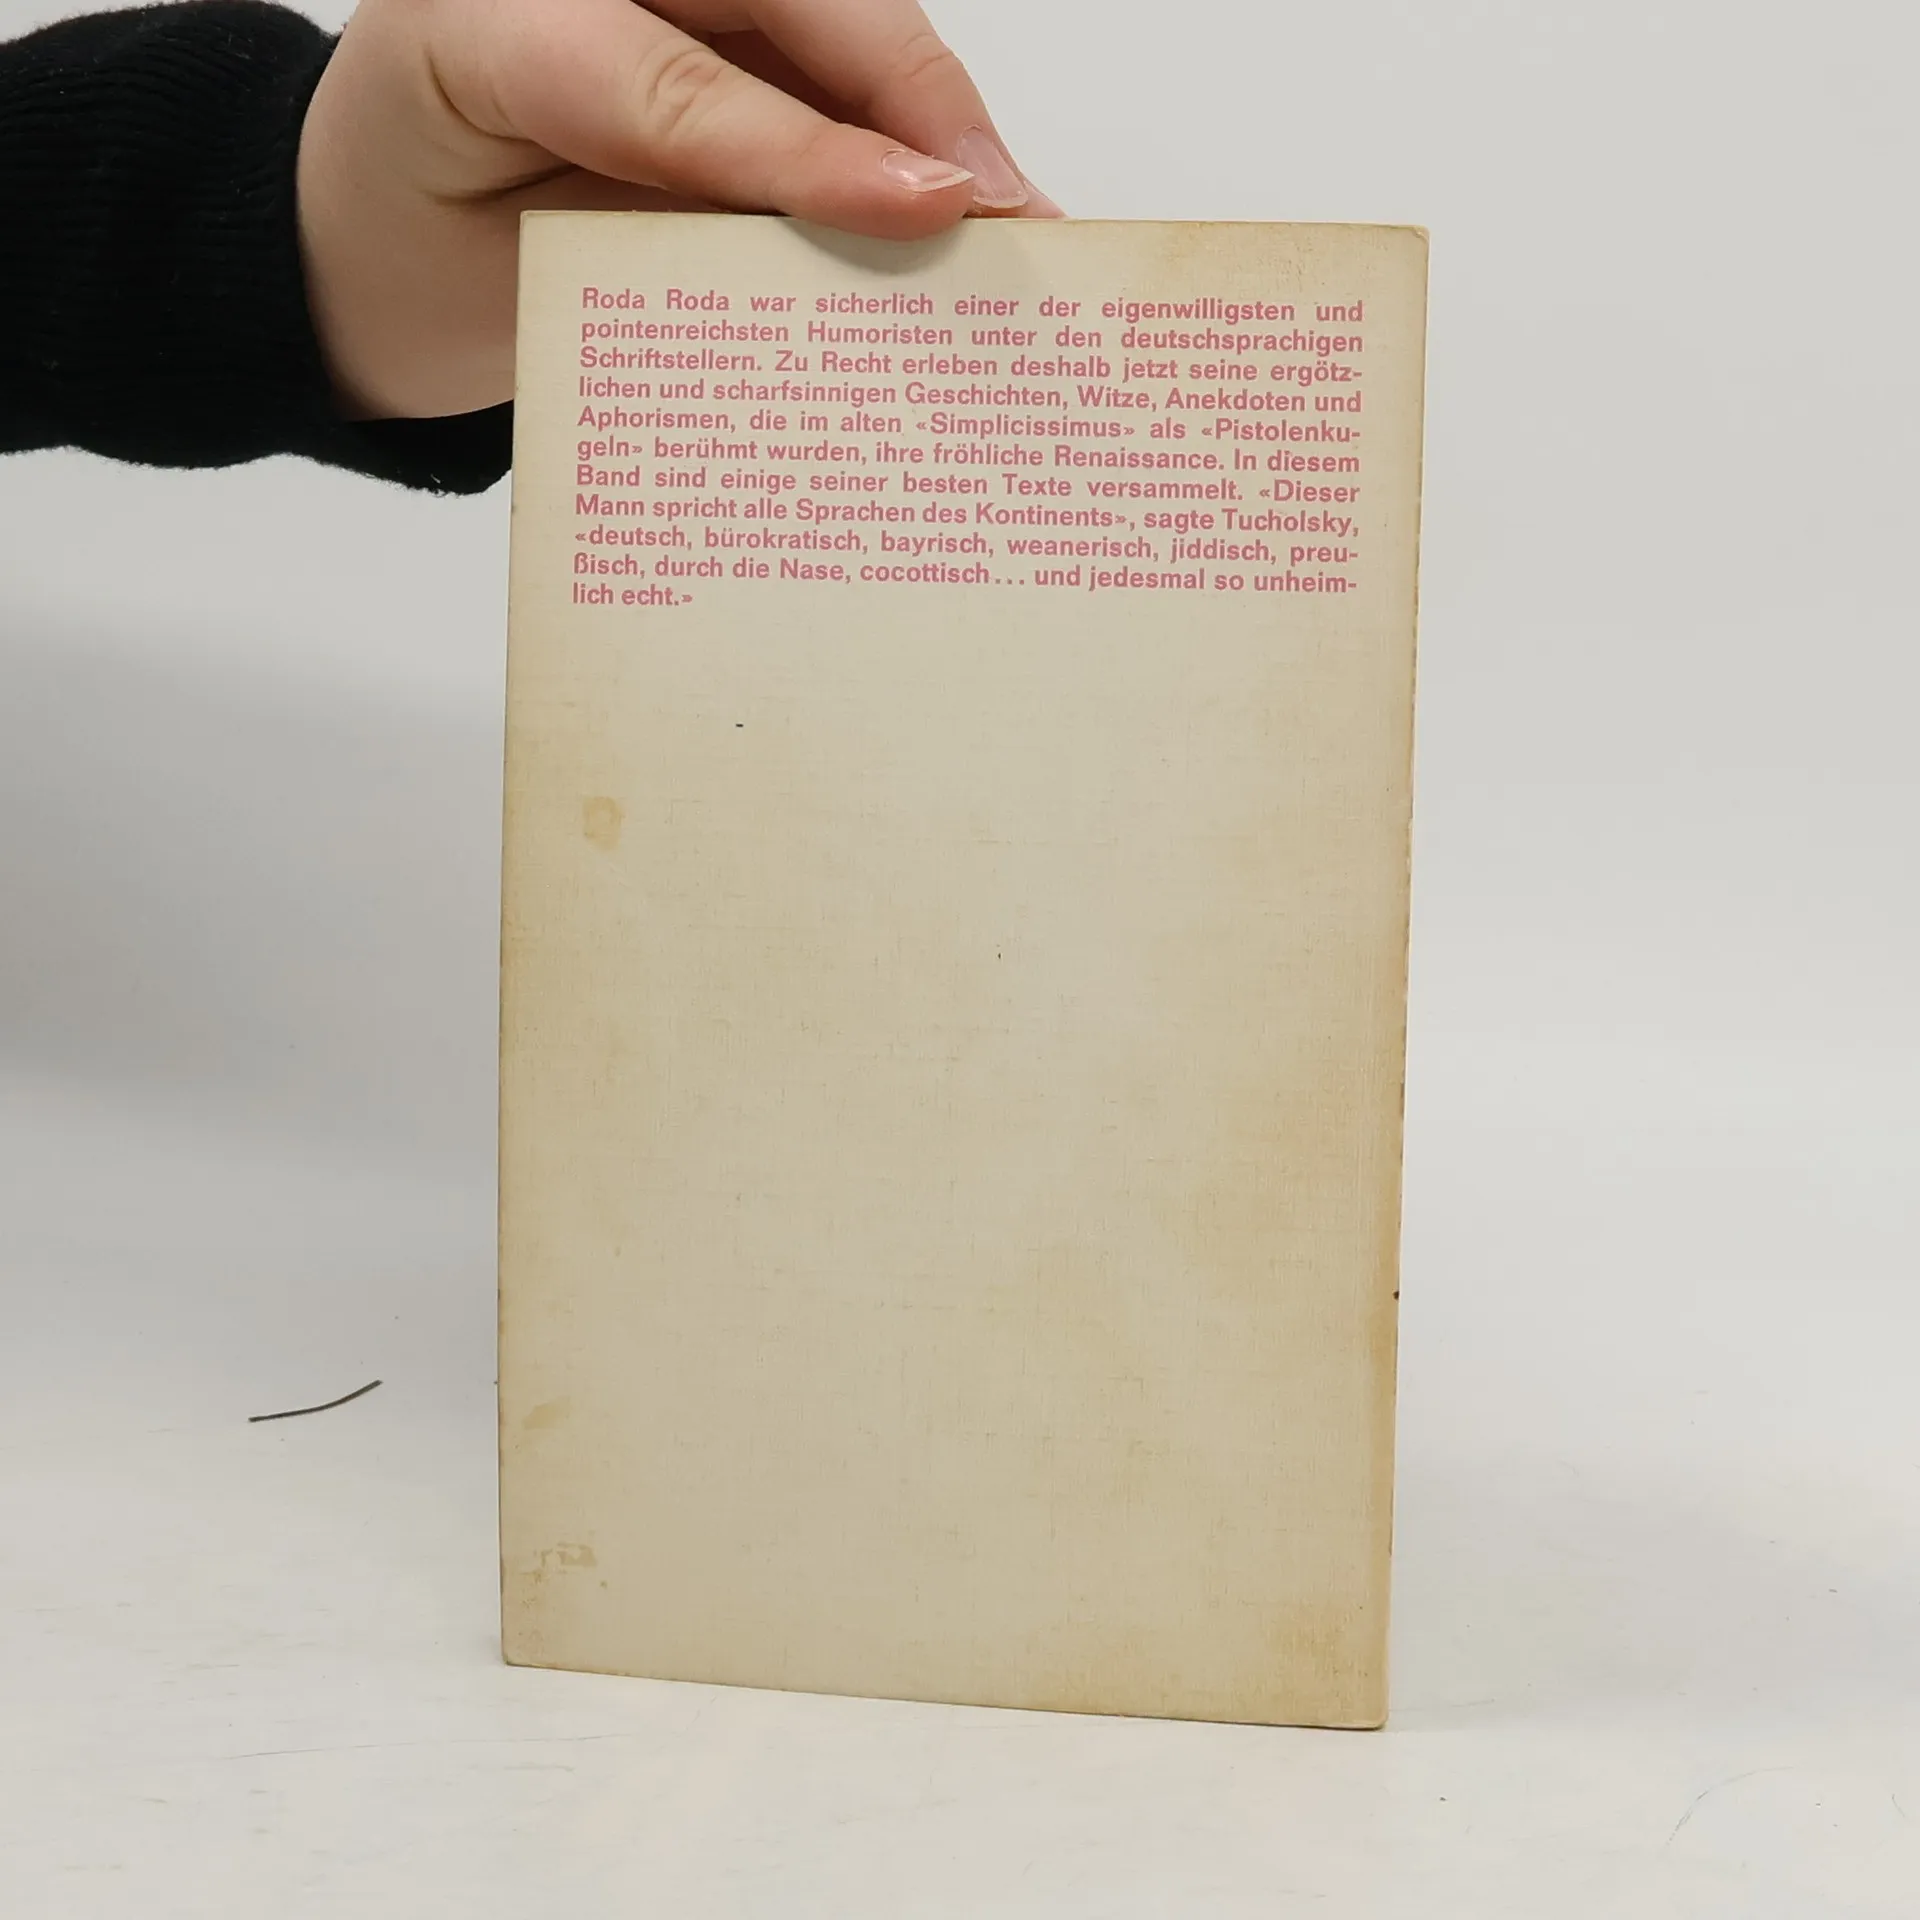 Roda Roda war sicherlich einer der eigenwilligsten und
pointenreichsten Humoristen unter den deutschsprachigen
Schriftstellern. Zu Recht erleben deshalb jetzt seine ergötz-
lichen und scharfsinnigen Geschichten, Witze, Anekdoten und
Aphorismen, die im alten «Simplicissimus» als «Pistolenku-
geln» berühmt wurden, ihre fröhliche Renaissance. In diesem
Band sind einige seiner besten Texte versammelt. «Dieser
Mann spricht alle Sprachen des Kontinents», sagte Tucholsky,
«deutsch, bürokratisch, bayrisch, weanerisch, jiddisch, preu-
ßisch, durch die Nase, cocottisch... und jedesmal so unheim-
lich echt.»